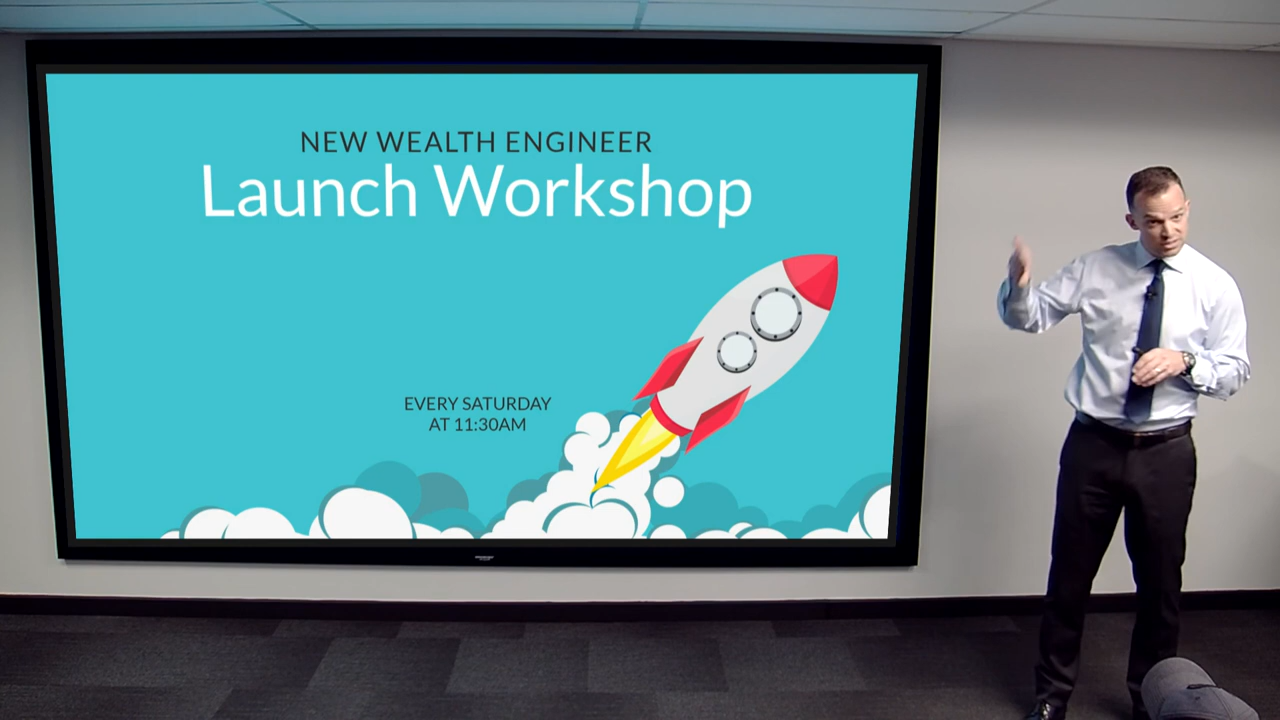 NEW WEALTH ENGINEER
Launch Workshop
EVERY SATURDAY
AT 11:30AM